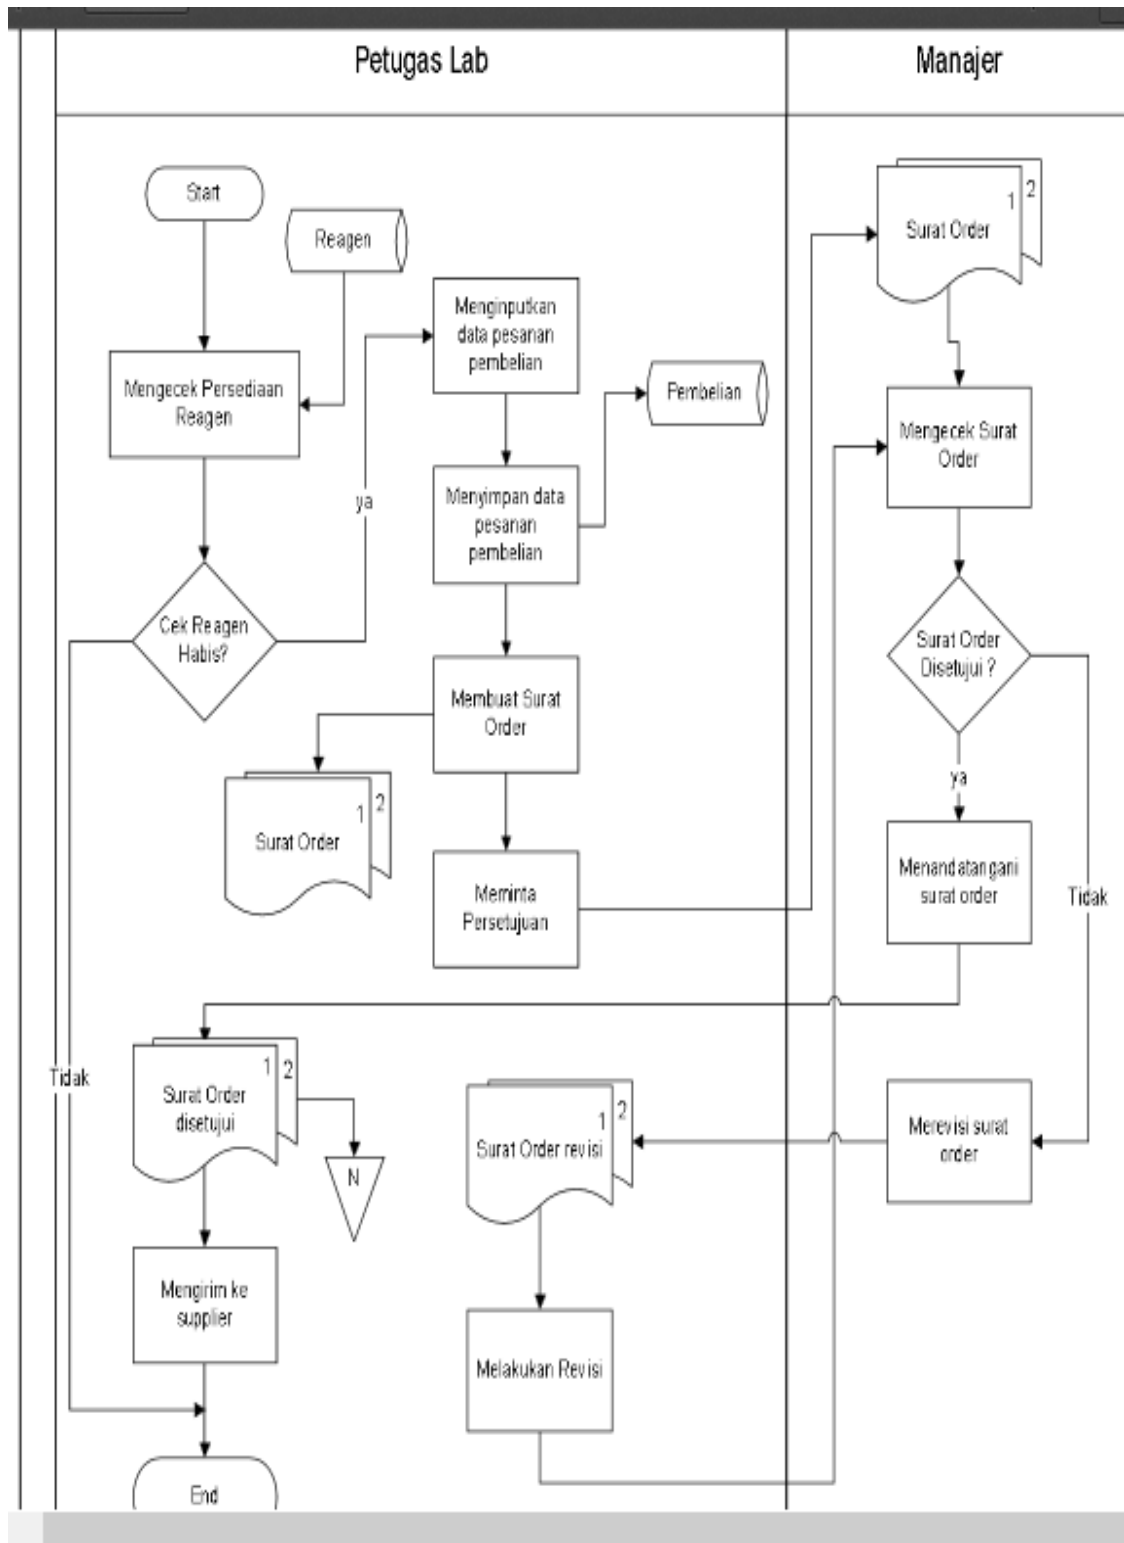 Petugas Lab
Manajer
Start
Reagen
Mengecek Persediaan
Reagen
Cek Reagen
Habis?
ya
Tidak
Menginputkan
data pesanan
pembelian
Menyimpan data
pesanan
pembelian
Pembelian
Membuat Surat
Order
1
2
Surat Order
Meminta
Persetujuan
1
2
Surat Order
Mengecek Surat
Order
Surat Order
Disetujui ?
ya
Tidak
Menandatangani
surat order
Merevisi surat
order
1
2
Surat Order revisi
Melakukan Revisi
1
2
Surat Order
disetujui
N
Mengirim ke
supplier
End